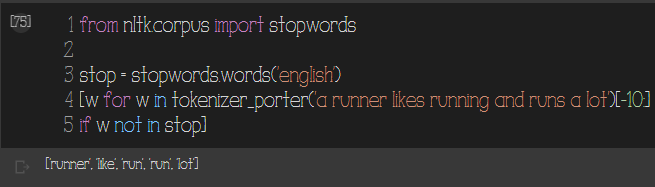 [75]
1 from nltk.corpus import stopwords
2
3 stop = stopwords.words('english')
4 [w for w in tokenizer_porter('a runner likes running and runs a lot')[-10:]
5 if w not in stop]
['runner', 'like', 'run', 'run', 'lot']